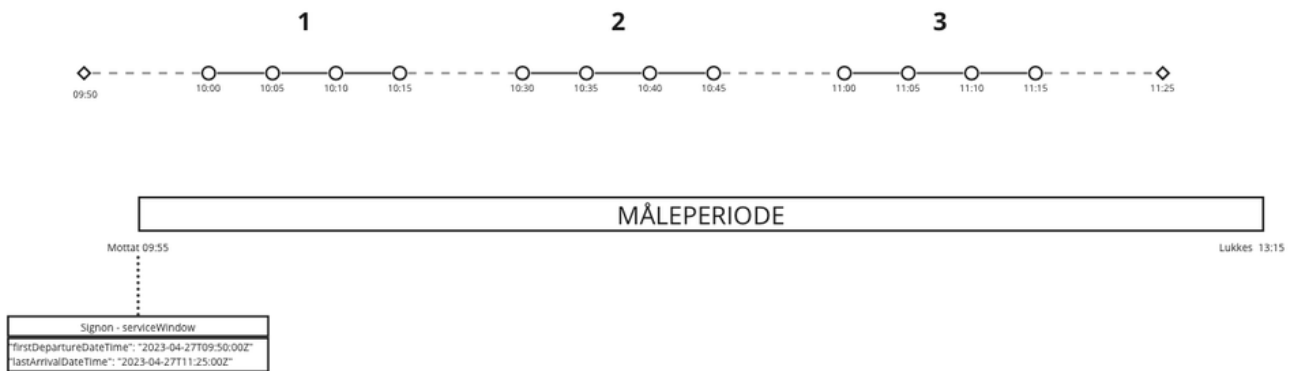 1 2 3
09:50 10:00 10:05 10:10 10:15 10:30 10:35 10:40 10:45 11:00 11:05 11:10 11:15 11:25
MÅLEPERIODE
Mottat 09:55 Lukkes 13:15
Signon - serviceWindow
"firstDepartureDateTime": "2023-04-27T09:50:00Z"
"lastArrivalDateTime": "2023-04-27T11:25:00Z"